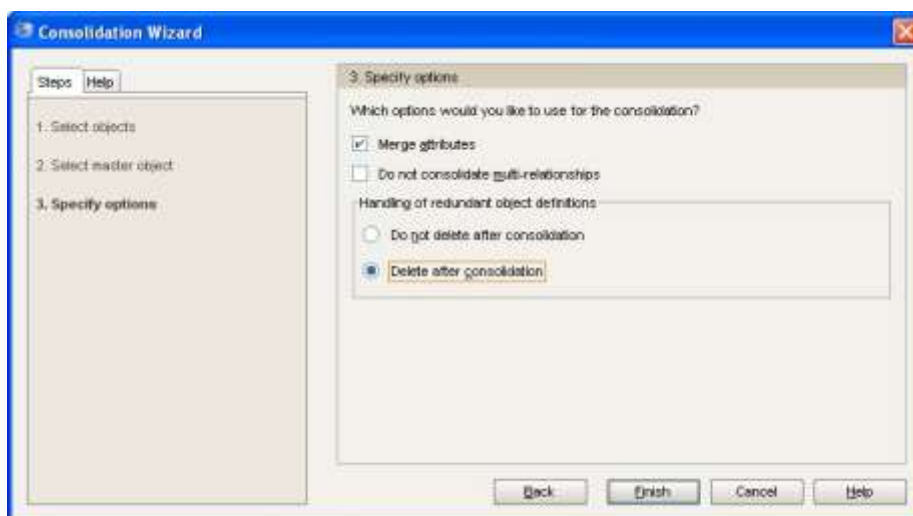 Consolidation Wizard
Steps Help
1. Select objects
2. Select master object
3. Specify options
3. Specify options
Which options would you like to use for the consolidation?
Merge attributes
Do not consolidate multi-relationships
Handling of redundant object definitions
Do not delete after consolidation
Delete after consolidation
Back Finish Cancel Help